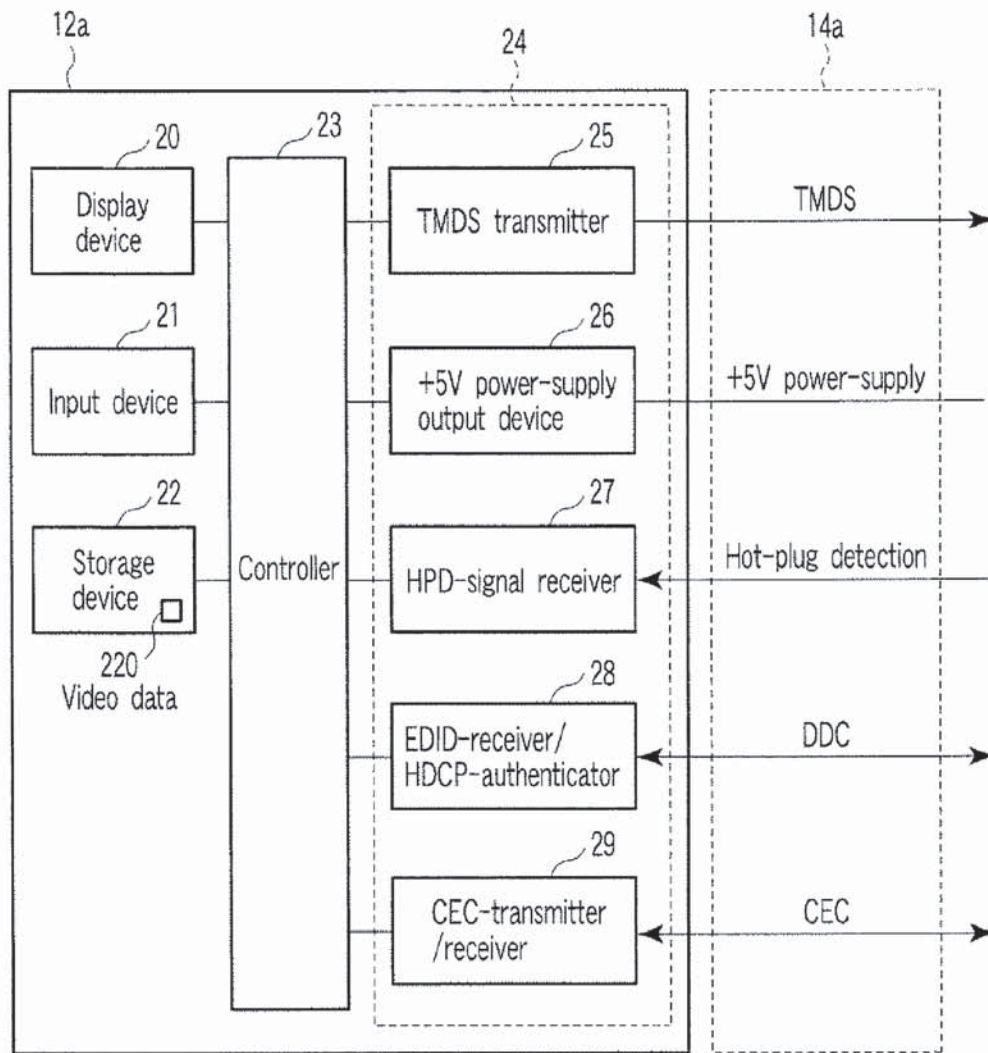 12a
24
14a
20
Display
device
21
Input device
22
Storage
device
220
Video data
23
Controller
25
TMDS transmitter
26
+5V power-supply
output device
27
HPD-signal receiver
28
EDID-receiver/
HDCP-authenticator
29
CEC-transmitter
/receiver
TMDS
+5V power-supply
Hot-plug detection
DDC
CEC